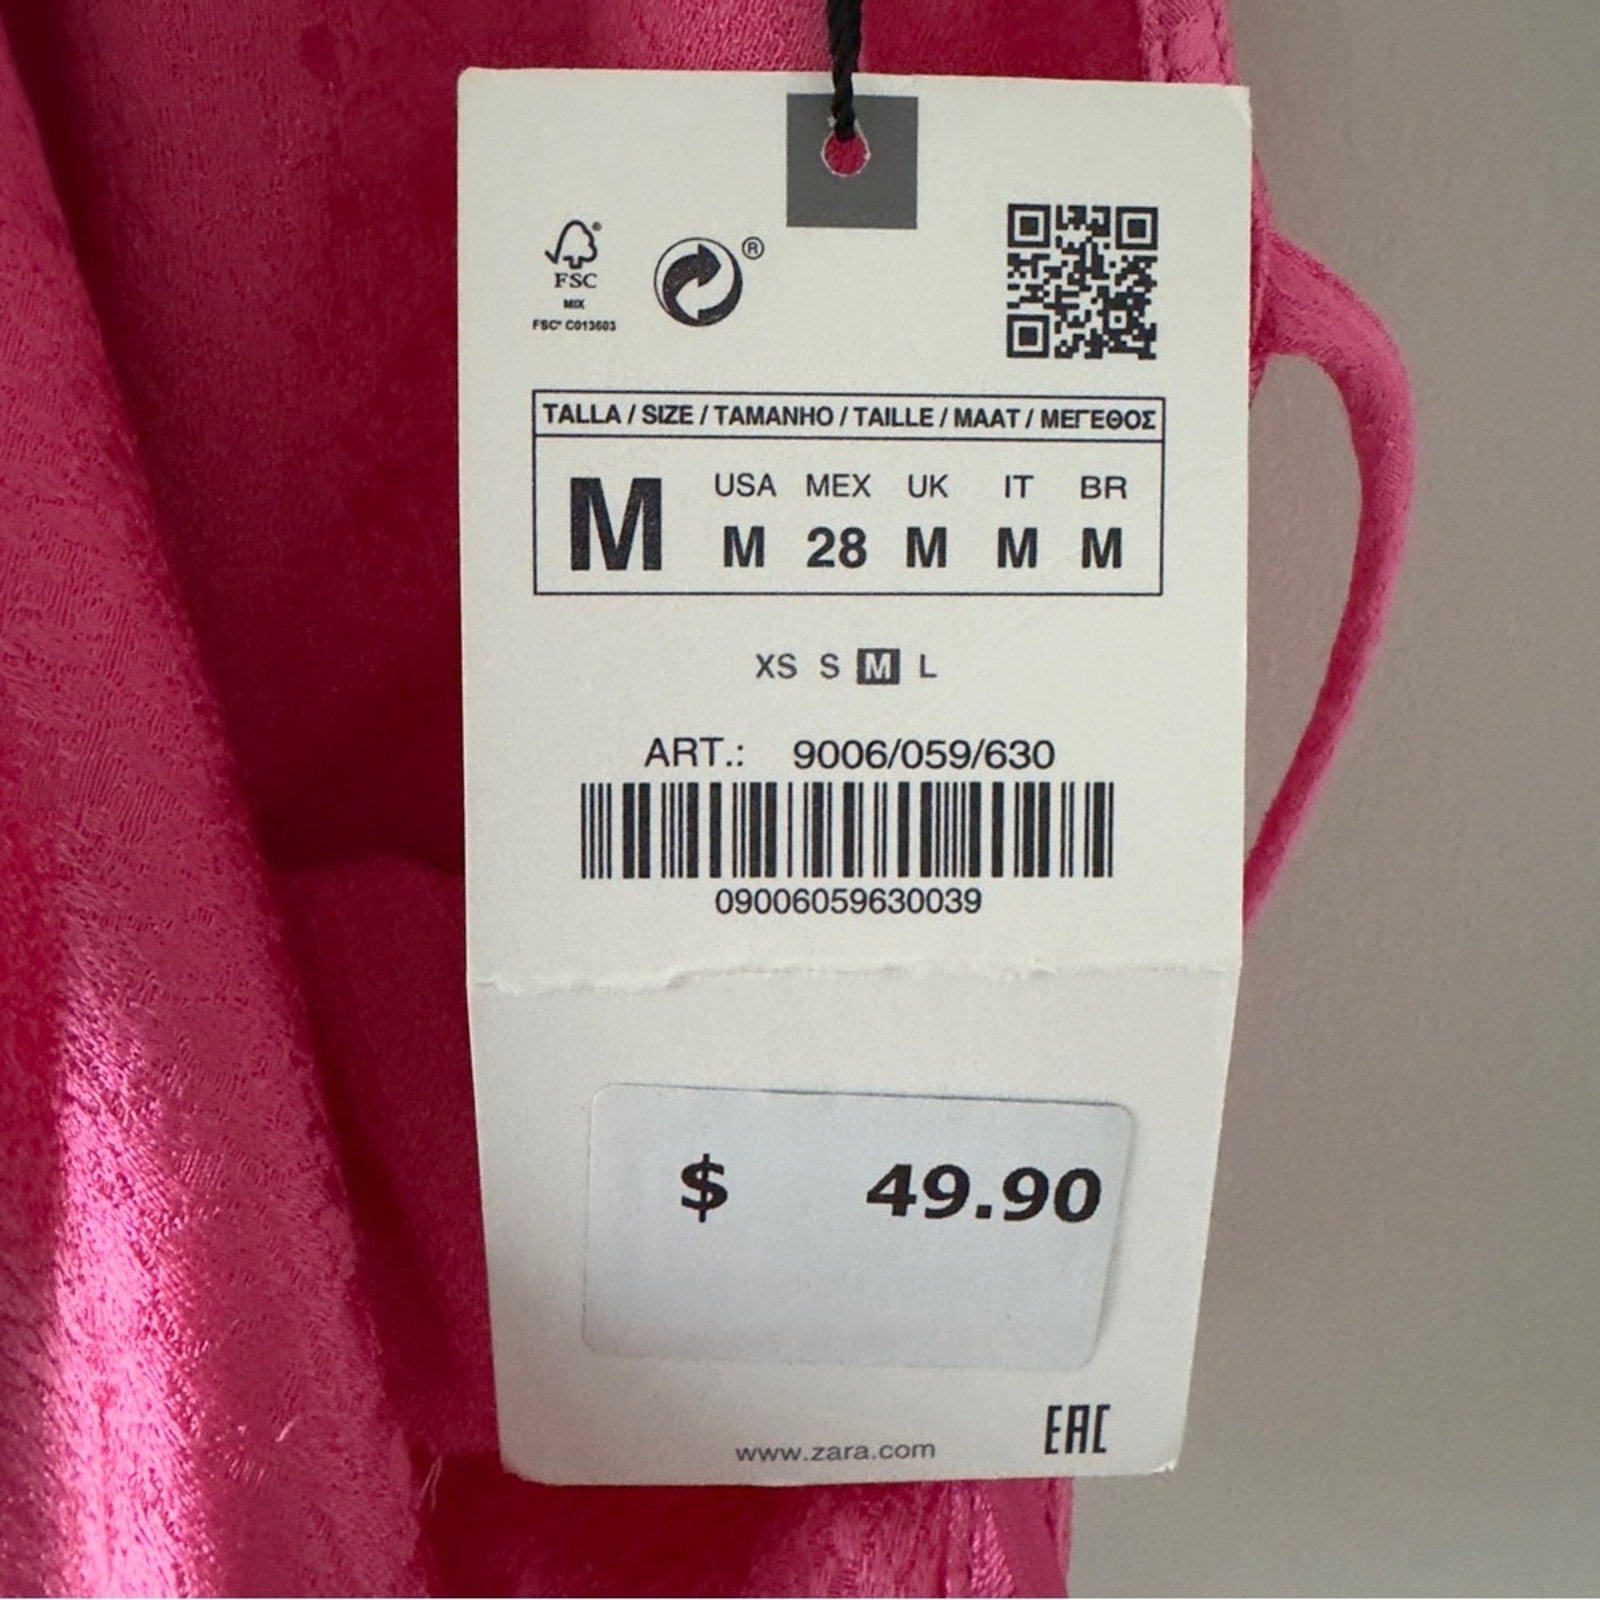 ®
FSC
MIX
FSC® C013603
®
TALLA / SIZE / TAMANHO / TAILLE / MAAT / ΜΕΓΕΘΟΣ
M
USA MEX UK IT BR
M 28 M M M
XS S M L
ART.: 9006/059/630
09006059630039
$ 49.90
EAC
www.zara.com